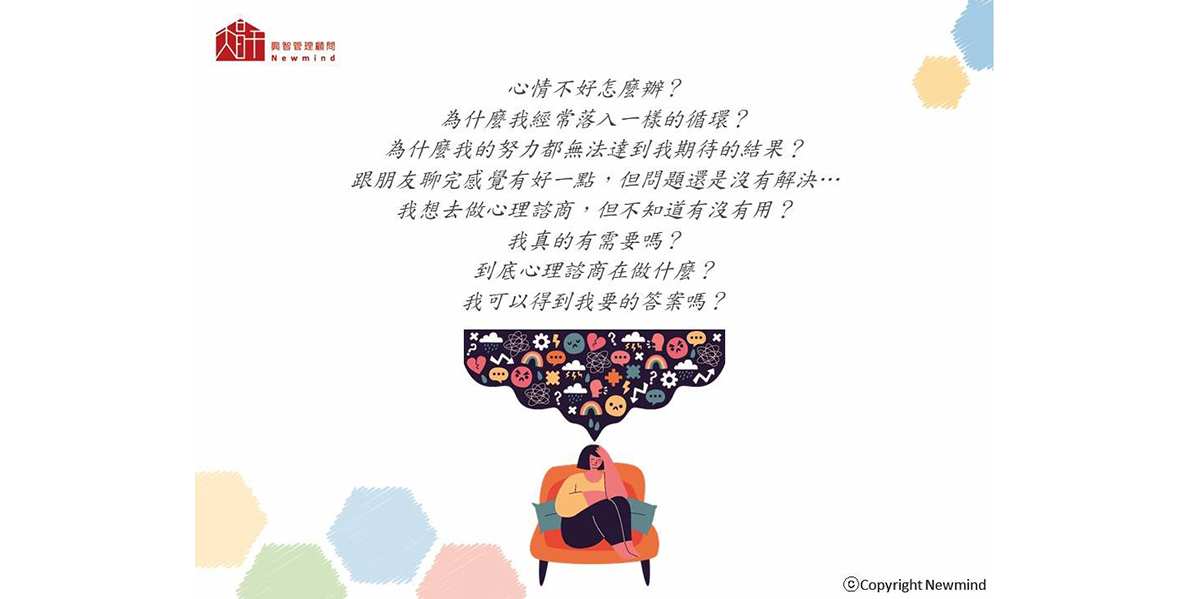 興智管理顧問
Newmind
心情不好怎麼辦？
為什麼我經常落入一樣的循環？
為什麼我的努力都無法達到我期待的結果？
跟朋友聊完感覺有好一點，但問題還是沒有解決…
我想去做心理諮商，但不知道有沒有用？
我真的有需要嗎？
到底心理諮商在做什麼？
我可以得到我要的答案嗎？
©Copyright Newmind